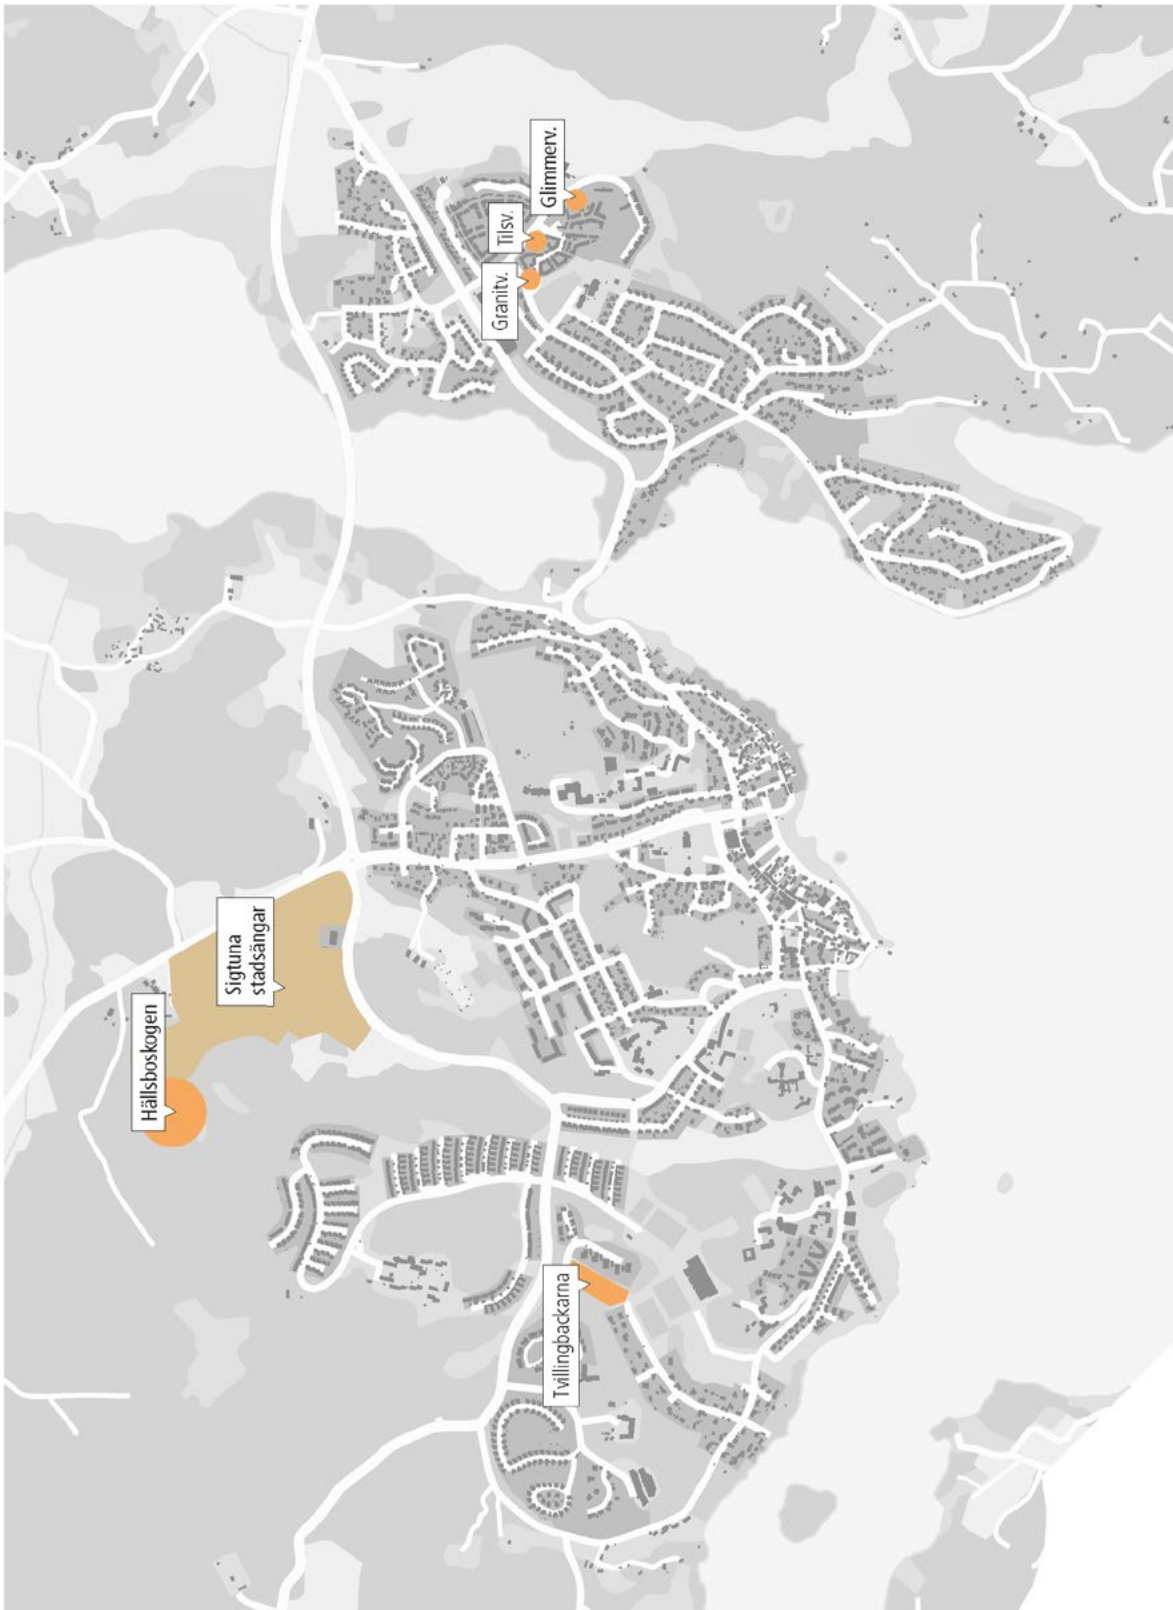 Hällsboskogen
Sigtuna
stadsängar
Tvillingbackarna
Granitv.
Tilsv.
Glimmerv.